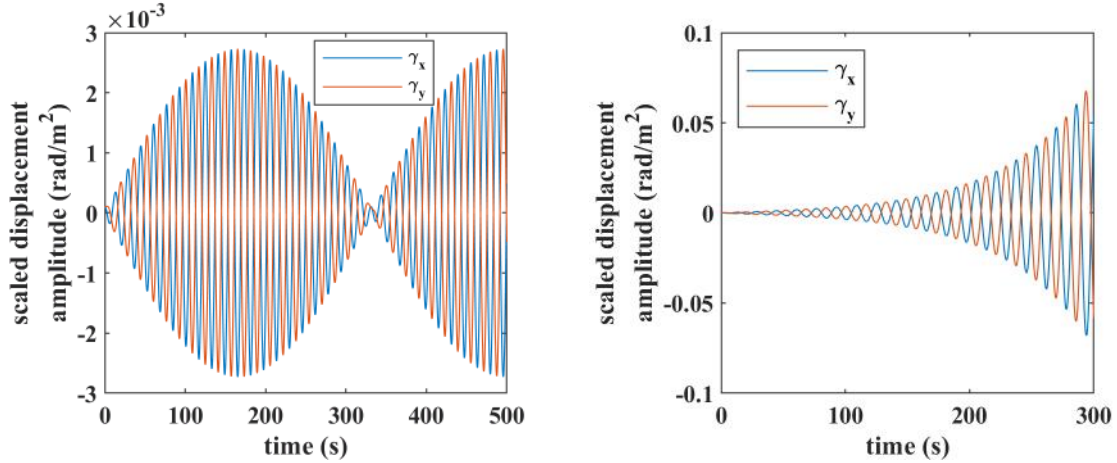 ×10⁻³
3
2
1
0
-1
-2
-3
0 100 200 300 400 500
time (s)
scaled displacement
amplitude (rad/m²)
γx
γy
0.1
0.05
0
-0.05
-0.1
0 100 200 300
time (s)
scaled displacement
amplitude (rad/m²)
γx
γy